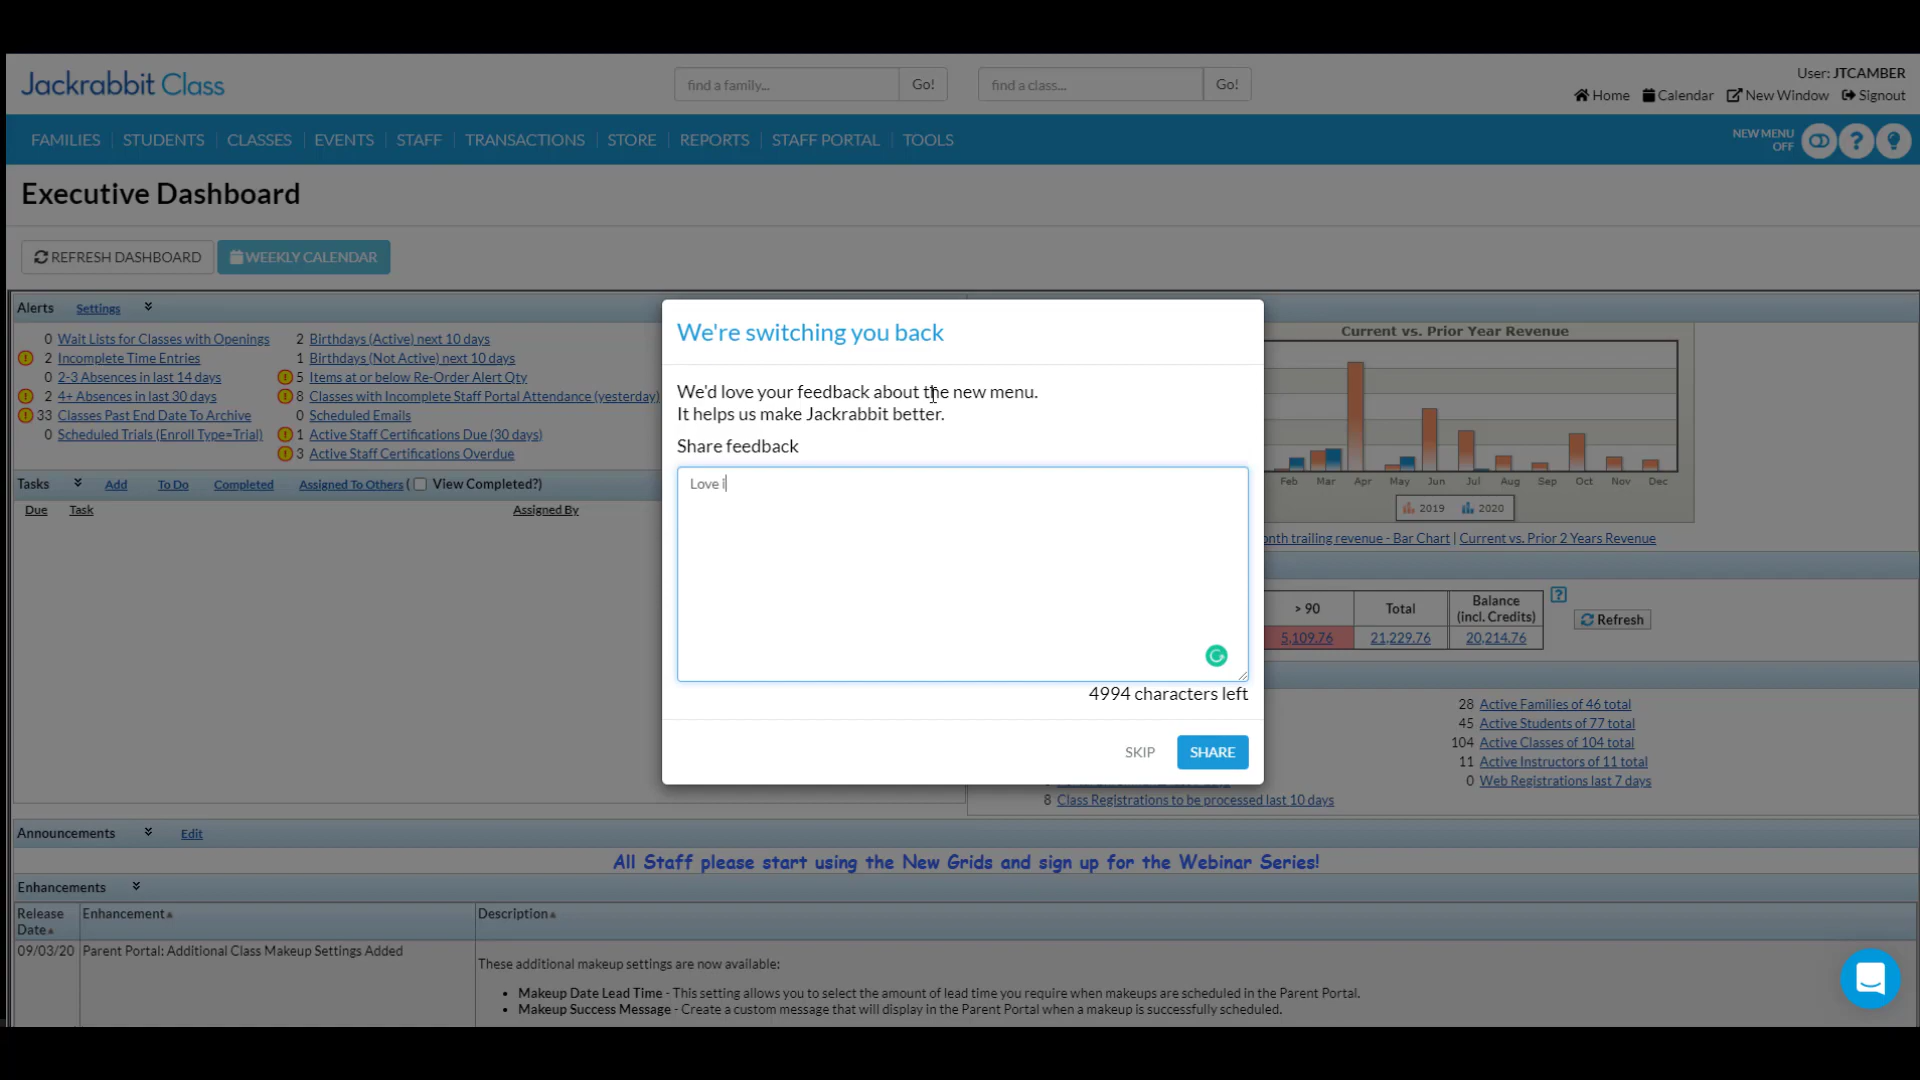 Jackrabbit Class
find a family...
Go!
find a class...
Go!
User: JTCAMBER
Home
Calendar
New Window
Signout
FAMILIES
STUDENTS
CLASSES
EVENTS
STAFF
TRANSACTIONS
STORE
REPORTS
STAFF PORTAL
TOOLS
NEW MENU
OFF
?
Executive Dashboard
REFRESH DASHBOARD
WEEKLY CALENDAR
Alerts Settings
0 Wait Lists for Classes with Openings
2 Incomplete Time Entries
0 2-3 Absences in last 14 days
2 4+ Absences in last 30 days
33 Classes Past End Date To Archive
0 Scheduled Trials (Enroll Type=Trial)
2 Birthdays (Active) next 10 days
1 Birthdays (Not Active) next 10 days
5 Items at or below Re-Order Alert Qty
8 Classes with Incomplete Staff Portal Attendance (yesterday)
0 Scheduled Emails
1 Active Staff Certifications Due (30 days)
3 Active Staff Certifications Overdue
Tasks Add To Do Completed Assigned To Others ( View Completed?)
Due Task Assigned By
We're switching you back
We'd love your feedback about the new menu.
It helps us make Jackrabbit better.
Share feedback
Love i
4994 characters left
SKIP
SHARE
Current vs. Prior Year Revenue
Feb Mar Apr May Jun Jul Aug Sep Oct Nov Dec
2019 2020
onth trailing revenue - Bar Chart | Current vs. Prior 2 Years Revenue
> 90 Total Balance
(incl. Credits)
5,109.76 21,229.76 20,214.76
?
Refresh
28 Active Families of 46 total
45 Active Students of 77 total
104 Active Classes of 104 total
11 Active Instructors of 11 total
0 Web Registrations last 7 days
8 Class Registrations to be processed last 10 days
Announcements Edit
All Staff please start using the New Grids and sign up for the Webinar Series!
Enhancements
Release
Date
Enhancement
Description
09/03/20 Parent Portal: Additional Class Makeup Settings Added
These additional makeup settings are now available:
• Makeup Date Lead Time - This setting allows you to select the amount of lead time you require when makeups are scheduled in the Parent Portal.
• Makeup Success Message - Create a custom message that will display in the Parent Portal when a makeup is successfully scheduled.